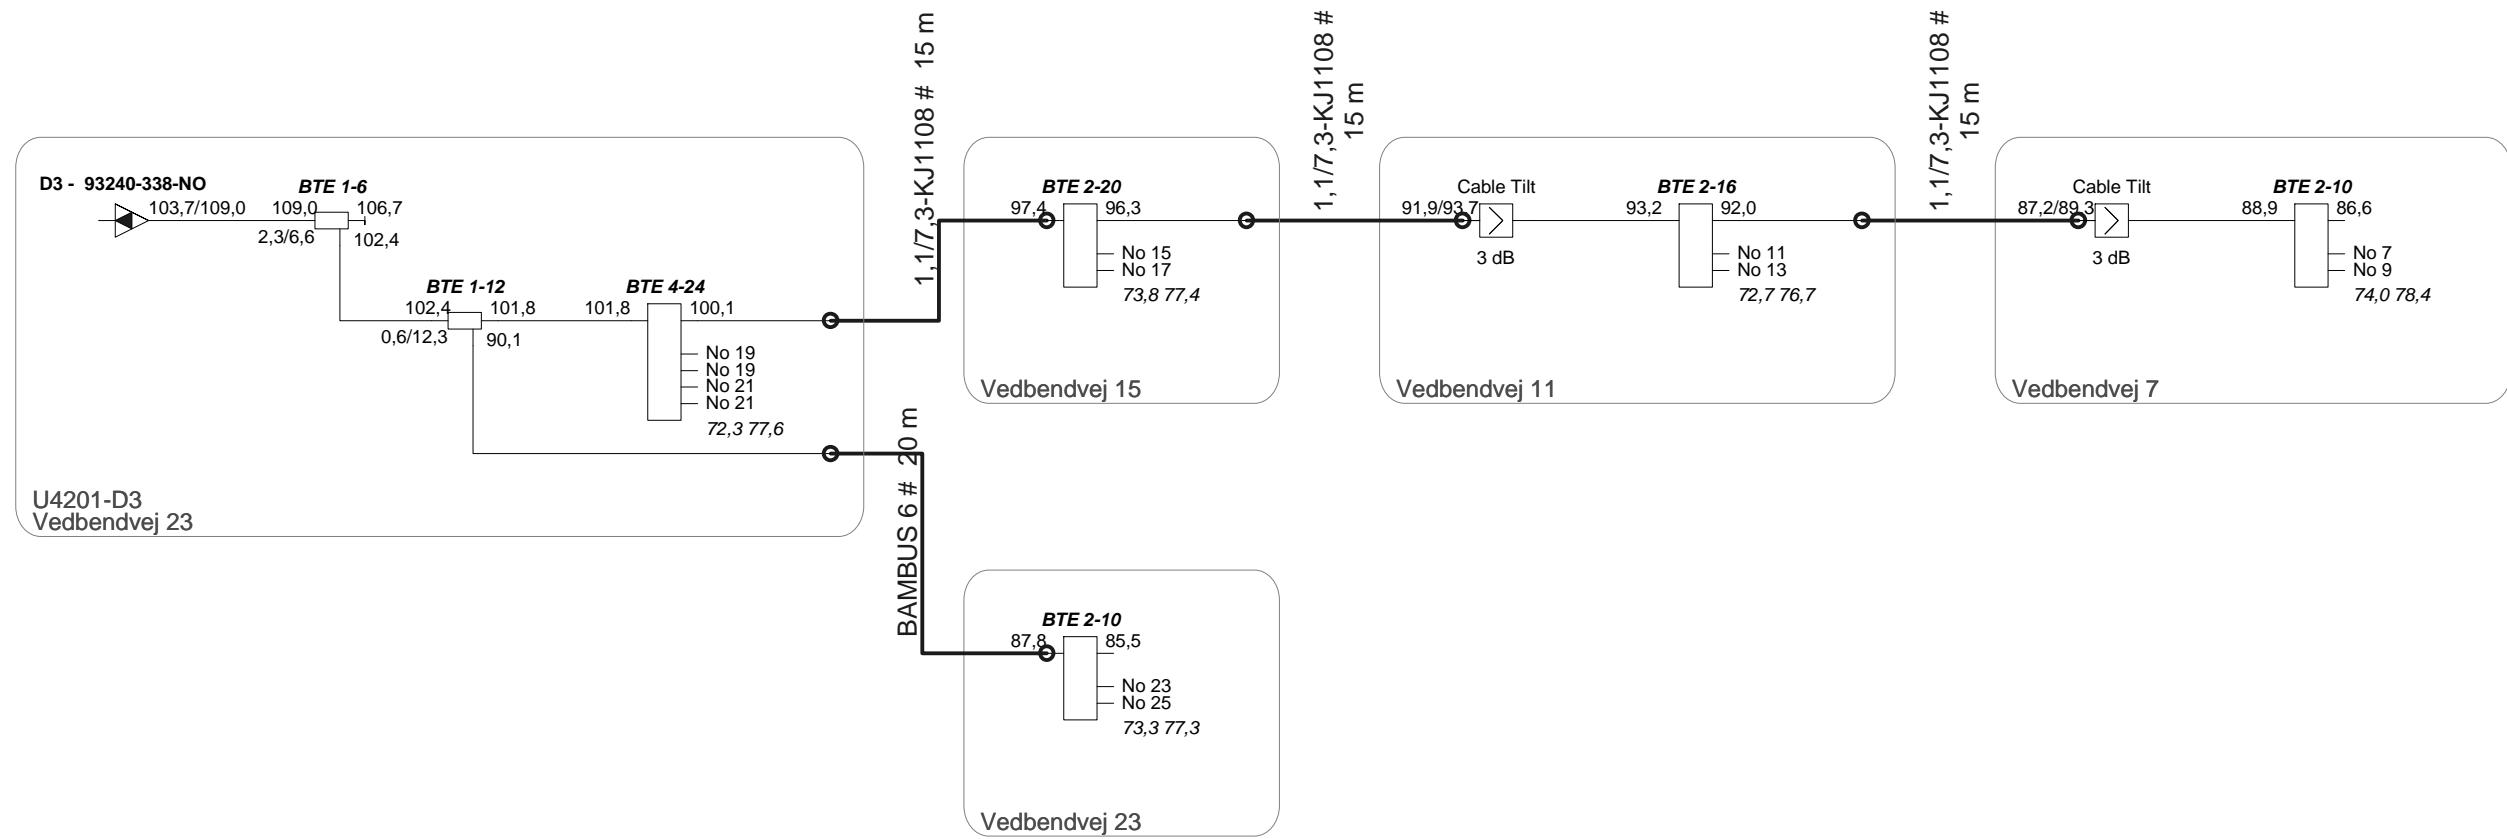 1,1/7,3-KJ1108 #  15 m
1,1/7,3-KJ1108 #
15 m
1,1/7,3-KJ1108 #
15 m
D3 -  93240-338-NO
103,7/109,0
BTE 1-6
109,0
106,7
2,3/6,6
102,4
BTE 1-12
102,4
101,8
0,6/12,3
90,1
BTE 4-24
101,8
100,1
No 19
No 19
No 21
No 21
72,3 77,6
U4201-D3
Vedbendvej 23
BTE 2-20
97,4
96,3
No 15
No 17
73,8 77,4
Vedbendvej 15
Cable Tilt
91,9/93,7
3 dB
BTE 2-16
93,2
92,0
No 11
No 13
72,7 76,7
Vedbendvej 11
Cable Tilt
87,2/89,3
3 dB
BTE 2-10
88,9
86,6
No 7
No 9
74,0 78,4
Vedbendvej 7
BAMBUS 6 #  20 m
BTE 2-10
87,8
85,5
No 23
No 25
73,3 77,3
Vedbendvej 23